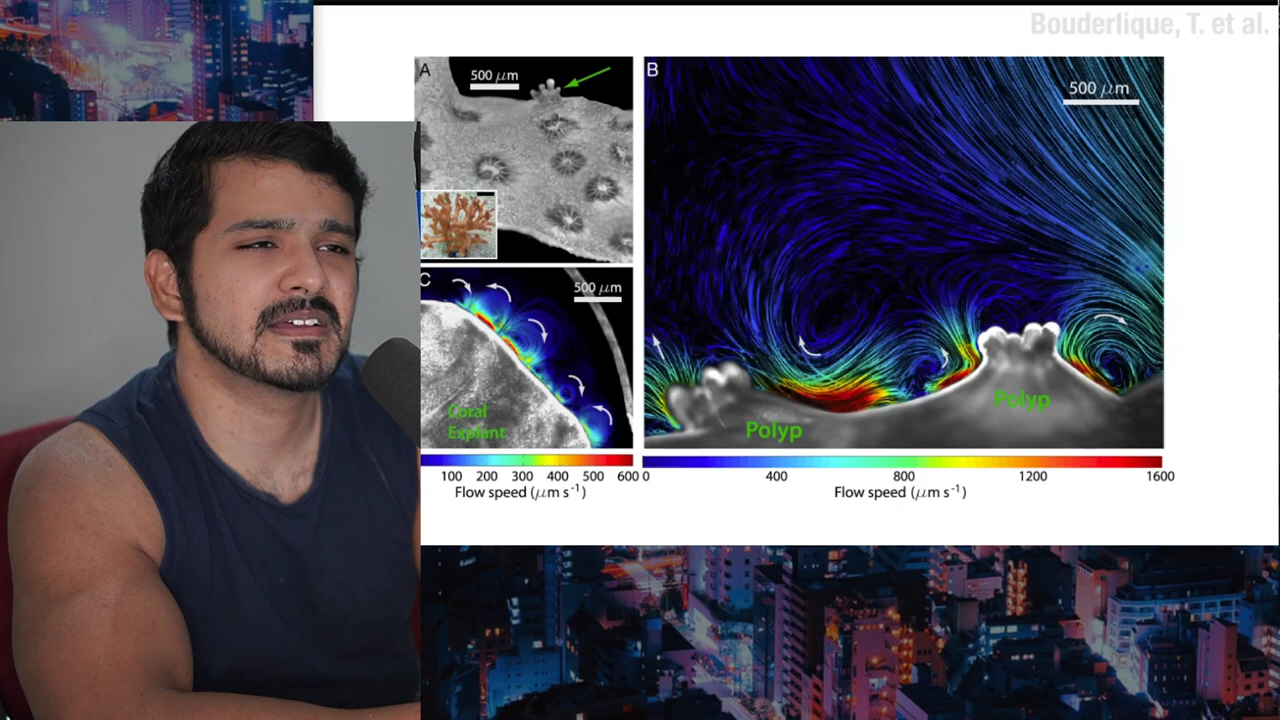 Bouderlique, T. et al.
A
500 μm
B
500 μm
C
500 μm
Coral
Explant
Polyp
Polyp
100 200 300 400 500 600
Flow speed (μm s⁻¹)
0 400 800 1200 1600
Flow speed (μm s⁻¹)